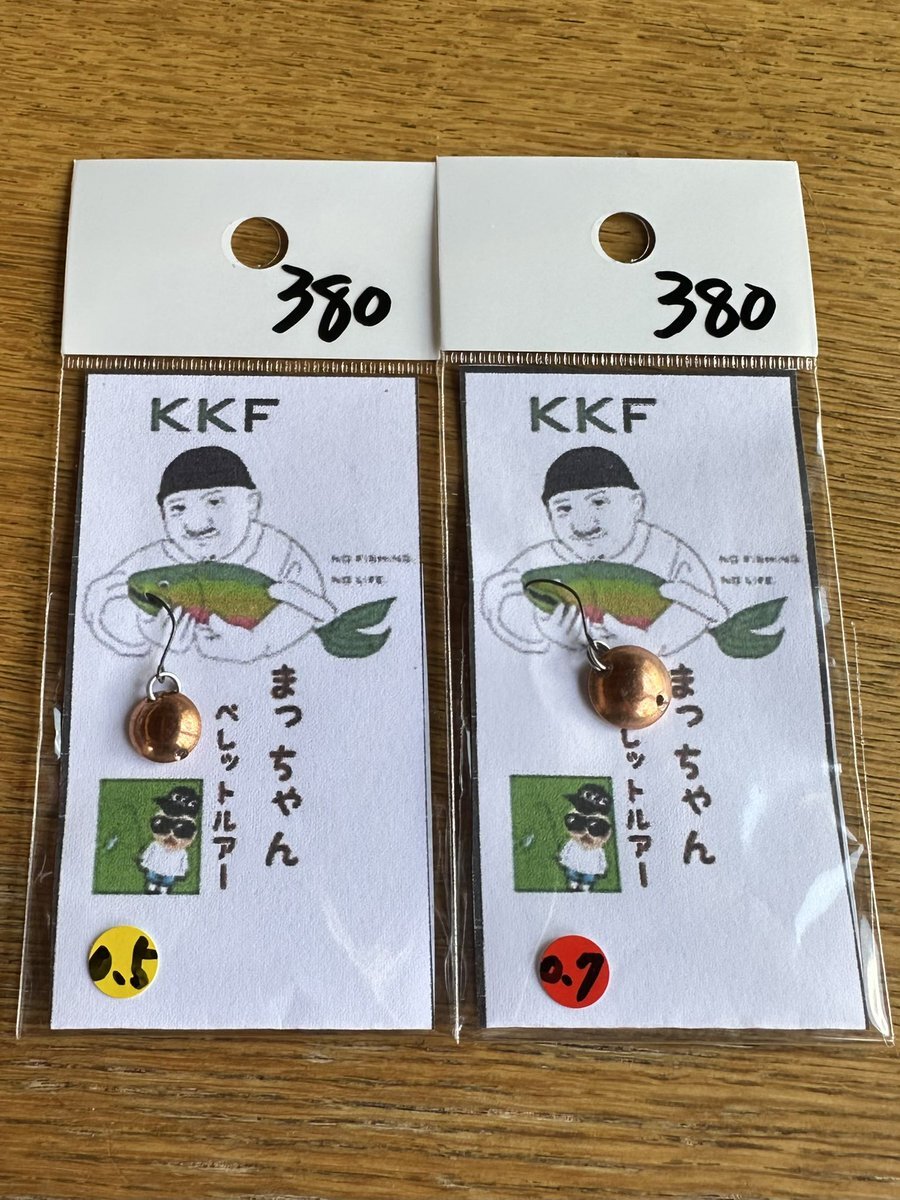 380
KKF
NO FISHING.
NO LIFE.
まっちゃん
ペレットルアー
0.5
380
KKF
NO FISHING.
NO LIFE.
まっちゃん
レットルアー
0.7